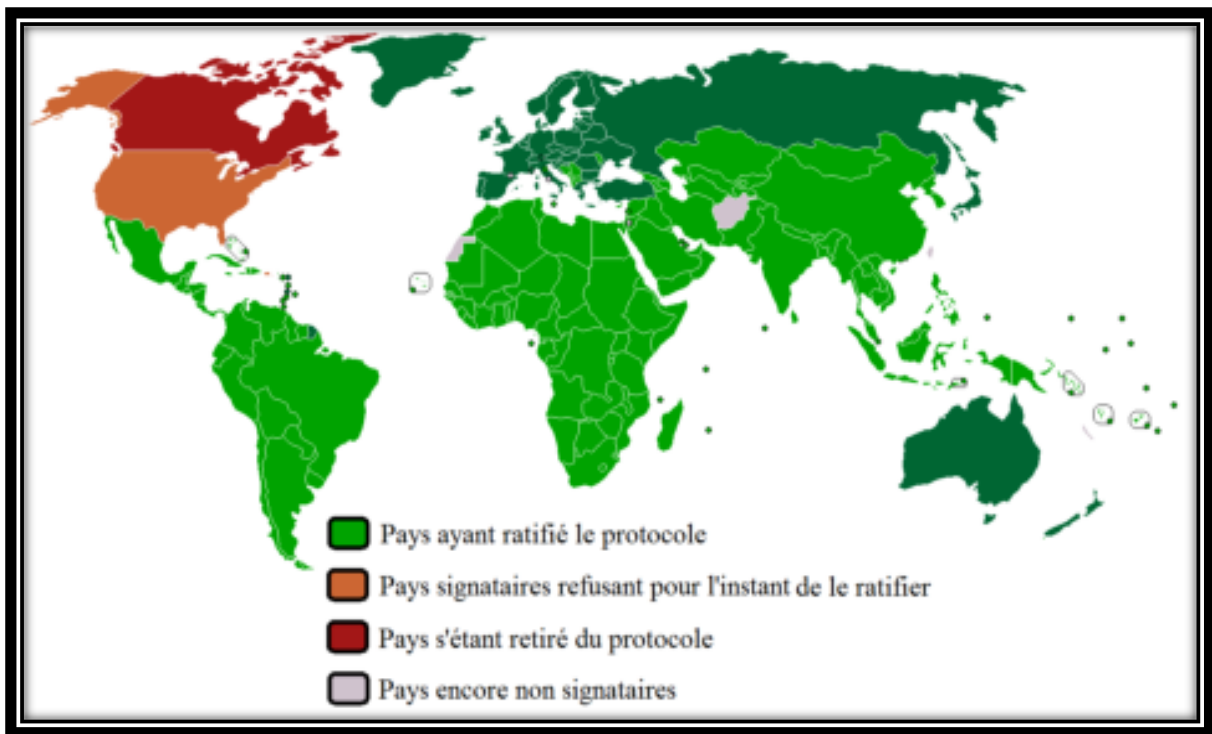 Pays ayant ratifié le protocole
Pays signataires refusant pour l'instant de le ratifier
Pays s'étant retiré du protocole
Pays encore non signataires